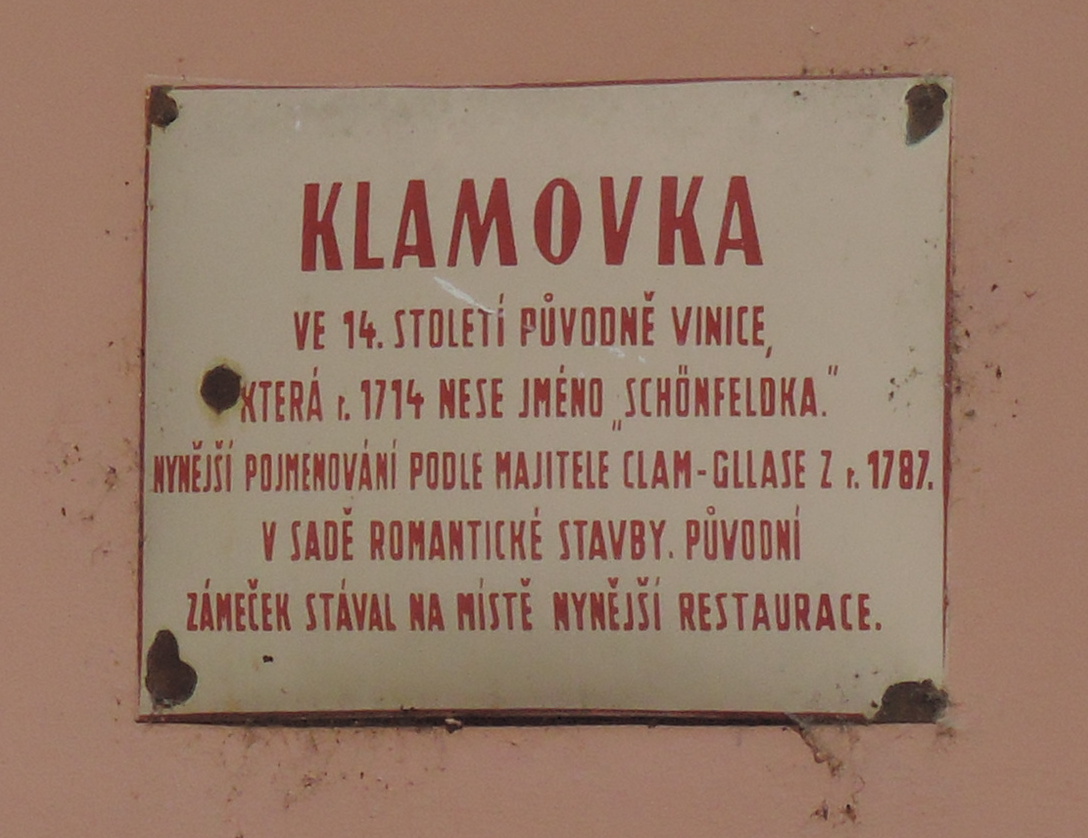 KLAMOVKA
VE 14. STOLETÍ PŮVODNĚ VINICE,
KTERÁ r. 1714 NESE JMÉNO „SCHÖNFELDKA.“
NYNĚJŠÍ POJMENOVÁNÍ PODLE MAJITELE CLAM-GLLASE Z r. 1787.
V SADĚ ROMANTICKÉ STAVBY. PŮVODNÍ
ZÁMEČEK STÁVAL NA MÍSTĚ NYNĚJŠÍ RESTAURACE.